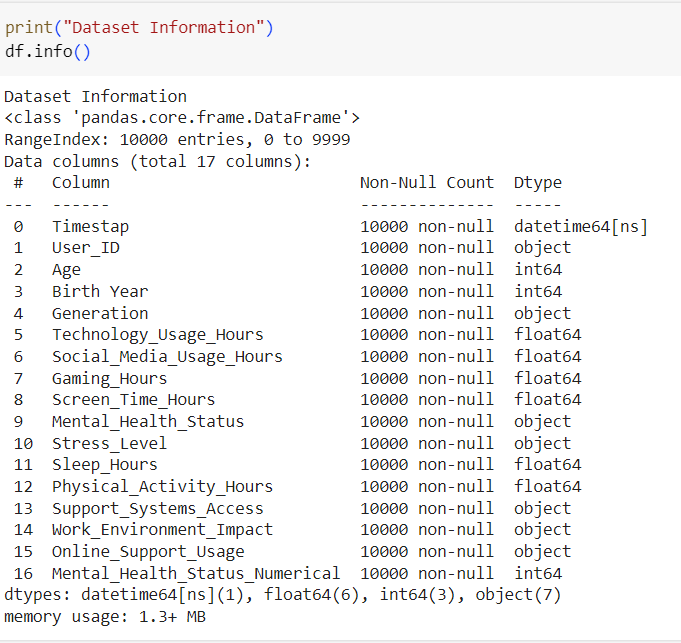 print("Dataset Information")
df.info()
Dataset Information
<class 'pandas.core.frame.DataFrame'>
RangeIndex: 10000 entries, 0 to 9999
Data columns (total 17 columns):
 #   Column                          Non-Null Count  Dtype
---  ------                          --------------  -----
 0   Timestap                        10000 non-null  datetime64[ns]
 1   User_ID                         10000 non-null  object
 2   Age                             10000 non-null  int64
 3   Birth Year                      10000 non-null  int64
 4   Generation                      10000 non-null  object
 5   Technology_Usage_Hours          10000 non-null  float64
 6   Social_Media_Usage_Hours        10000 non-null  float64
 7   Gaming_Hours                    10000 non-null  float64
 8   Screen_Time_Hours               10000 non-null  float64
 9   Mental_Health_Status            10000 non-null  object
 10  Stress_Level                    10000 non-null  object
 11  Sleep_Hours                     10000 non-null  float64
 12  Physical_Activity_Hours         10000 non-null  float64
 13  Support_Systems_Access          10000 non-null  object
 14  Work_Environment_Impact         10000 non-null  object
 15  Online_Support_Usage            10000 non-null  object
 16  Mental_Health_Status_Numerical  10000 non-null  int64
dtypes: datetime64[ns](1), float64(6), int64(3), object(7)
memory usage: 1.3+ MB